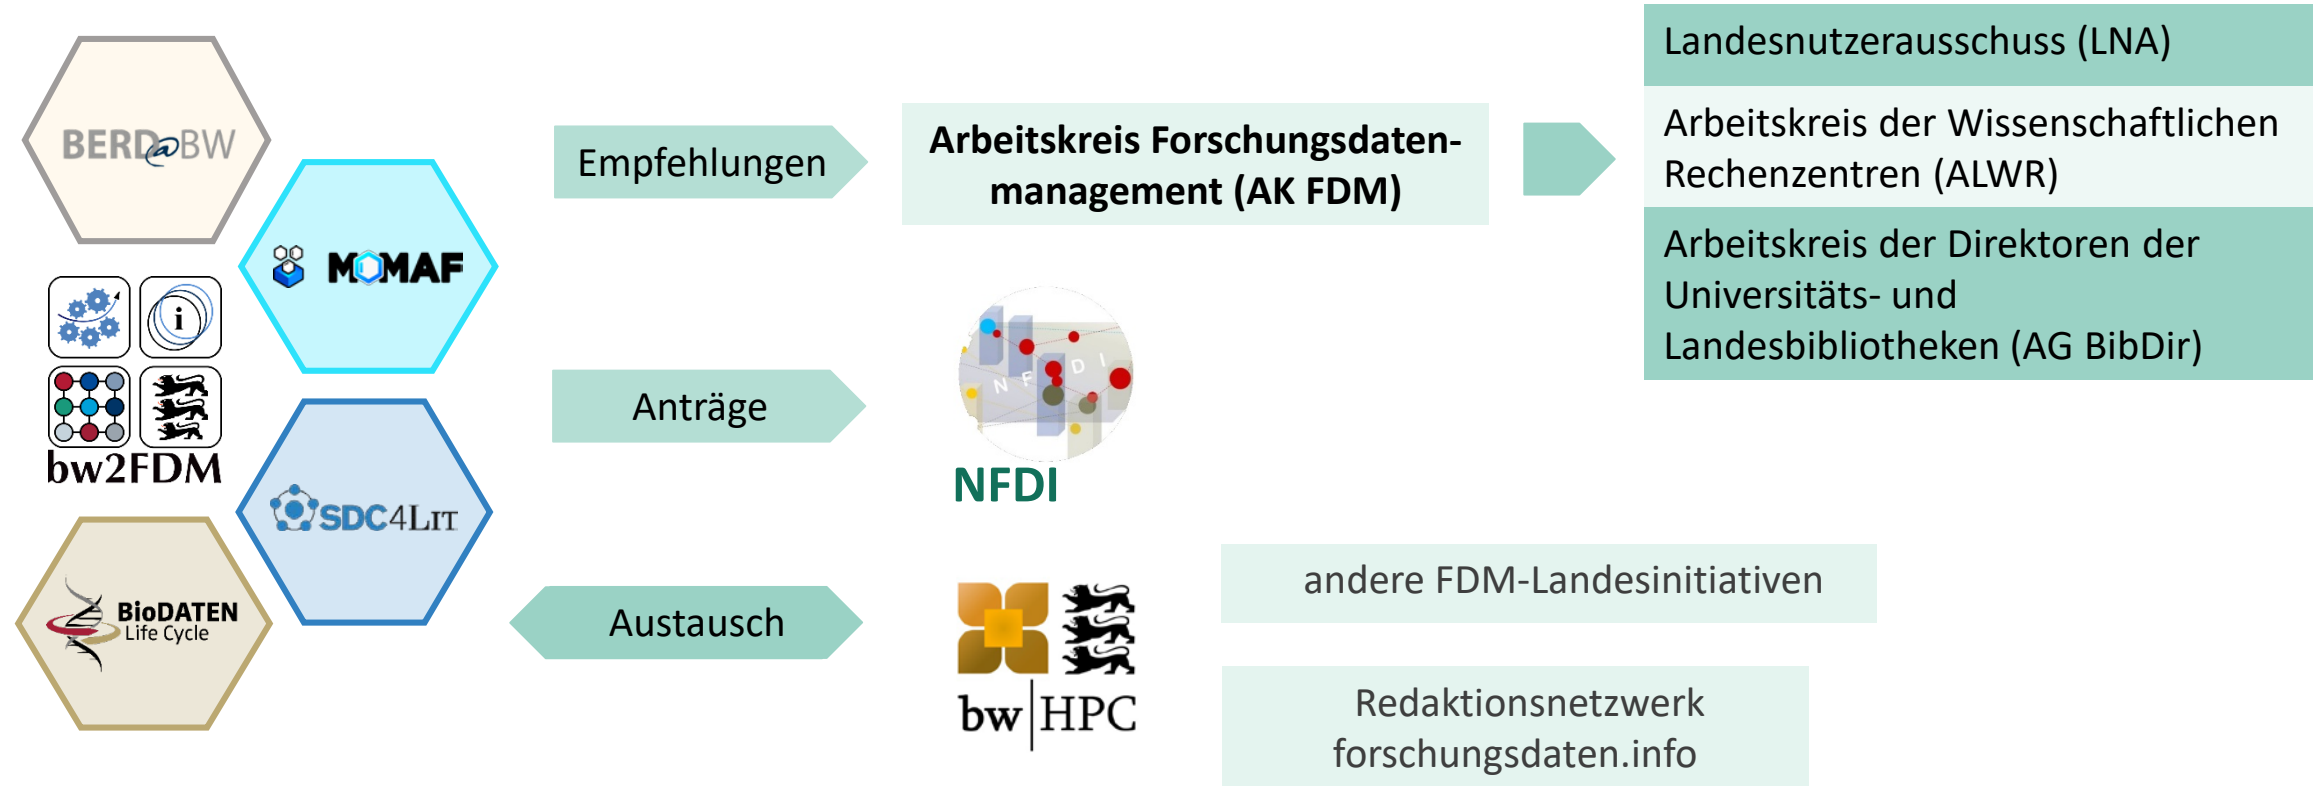 BERD@BW
MOMAF
i
bw2FDM
SDC4LIT
BioDATEN
Life Cycle
Empfehlungen
Arbeitskreis Forschungsdaten-
management (AK FDM)
Landesnutzerausschuss (LNA)
Arbeitskreis der Wissenschaftlichen
Rechenzentren (ALWR)
Arbeitskreis der Direktoren der
Universitäts- und
Landesbibliotheken (AG BibDir)
Anträge
N F D I
NFDI
Austausch
bw|HPC
andere FDM-Landesinitiativen
Redaktionsnetzwerk
forschungsdaten.info